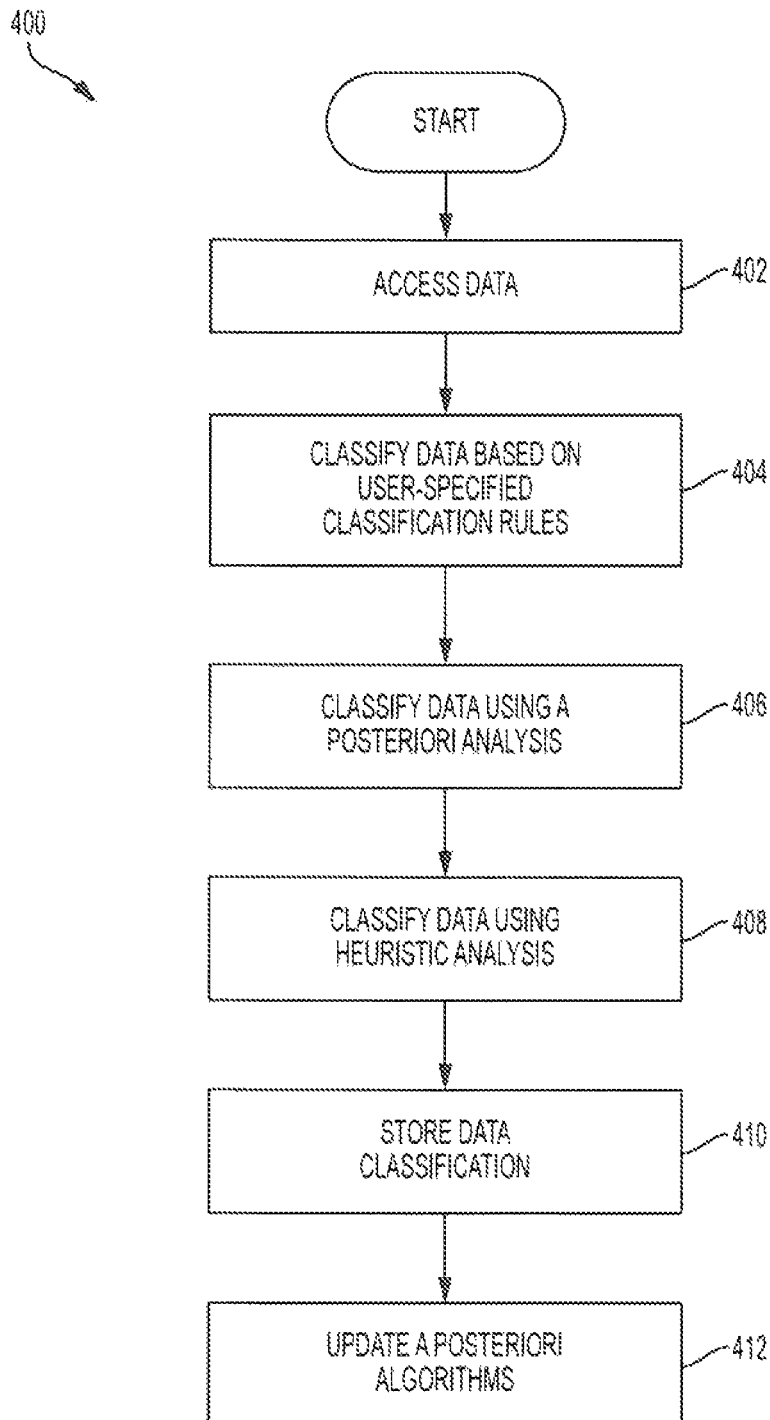 400
START
ACCESS DATA
402
CLASSIFY DATA BASED ON
USER-SPECIFIED
CLASSIFICATION RULES
404
CLASSIFY DATA USING A
POSTERIORI ANALYSIS
406
CLASSIFY DATA USING
HEURISTIC ANALYSIS
408
STORE DATA
CLASSIFICATION
410
UPDATE A POSTERIORI
ALGORITHMS
412